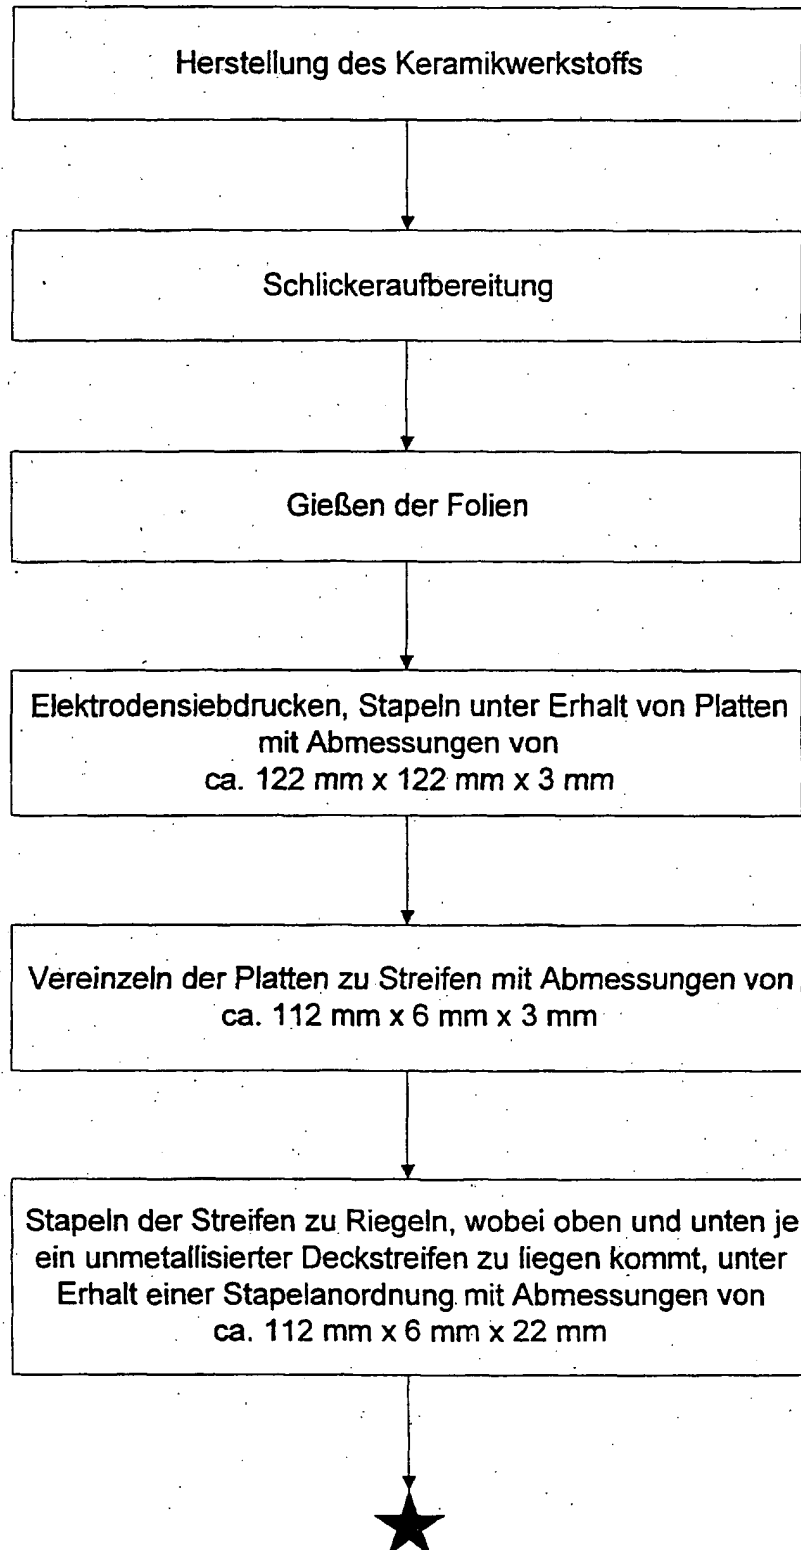 Herstellung des Keramikwerkstoffs
Schlickeraufbereitung
Gießen der Folien
Elektrodensiebdrucken, Stapeln unter Erhalt von Platten
mit Abmessungen von
ca. 122 mm x 122 mm x 3 mm
Vereinzeln der Platten zu Streifen mit Abmessungen von
ca. 112 mm x 6 mm x 3 mm
Stapeln der Streifen zu Riegeln, wobei oben und unten je
ein unmetallisierter Deckstreifen zu liegen kommt, unter
Erhalt einer Stapelanordnung mit Abmessungen von
ca. 112 mm x 6 mm x 22 mm